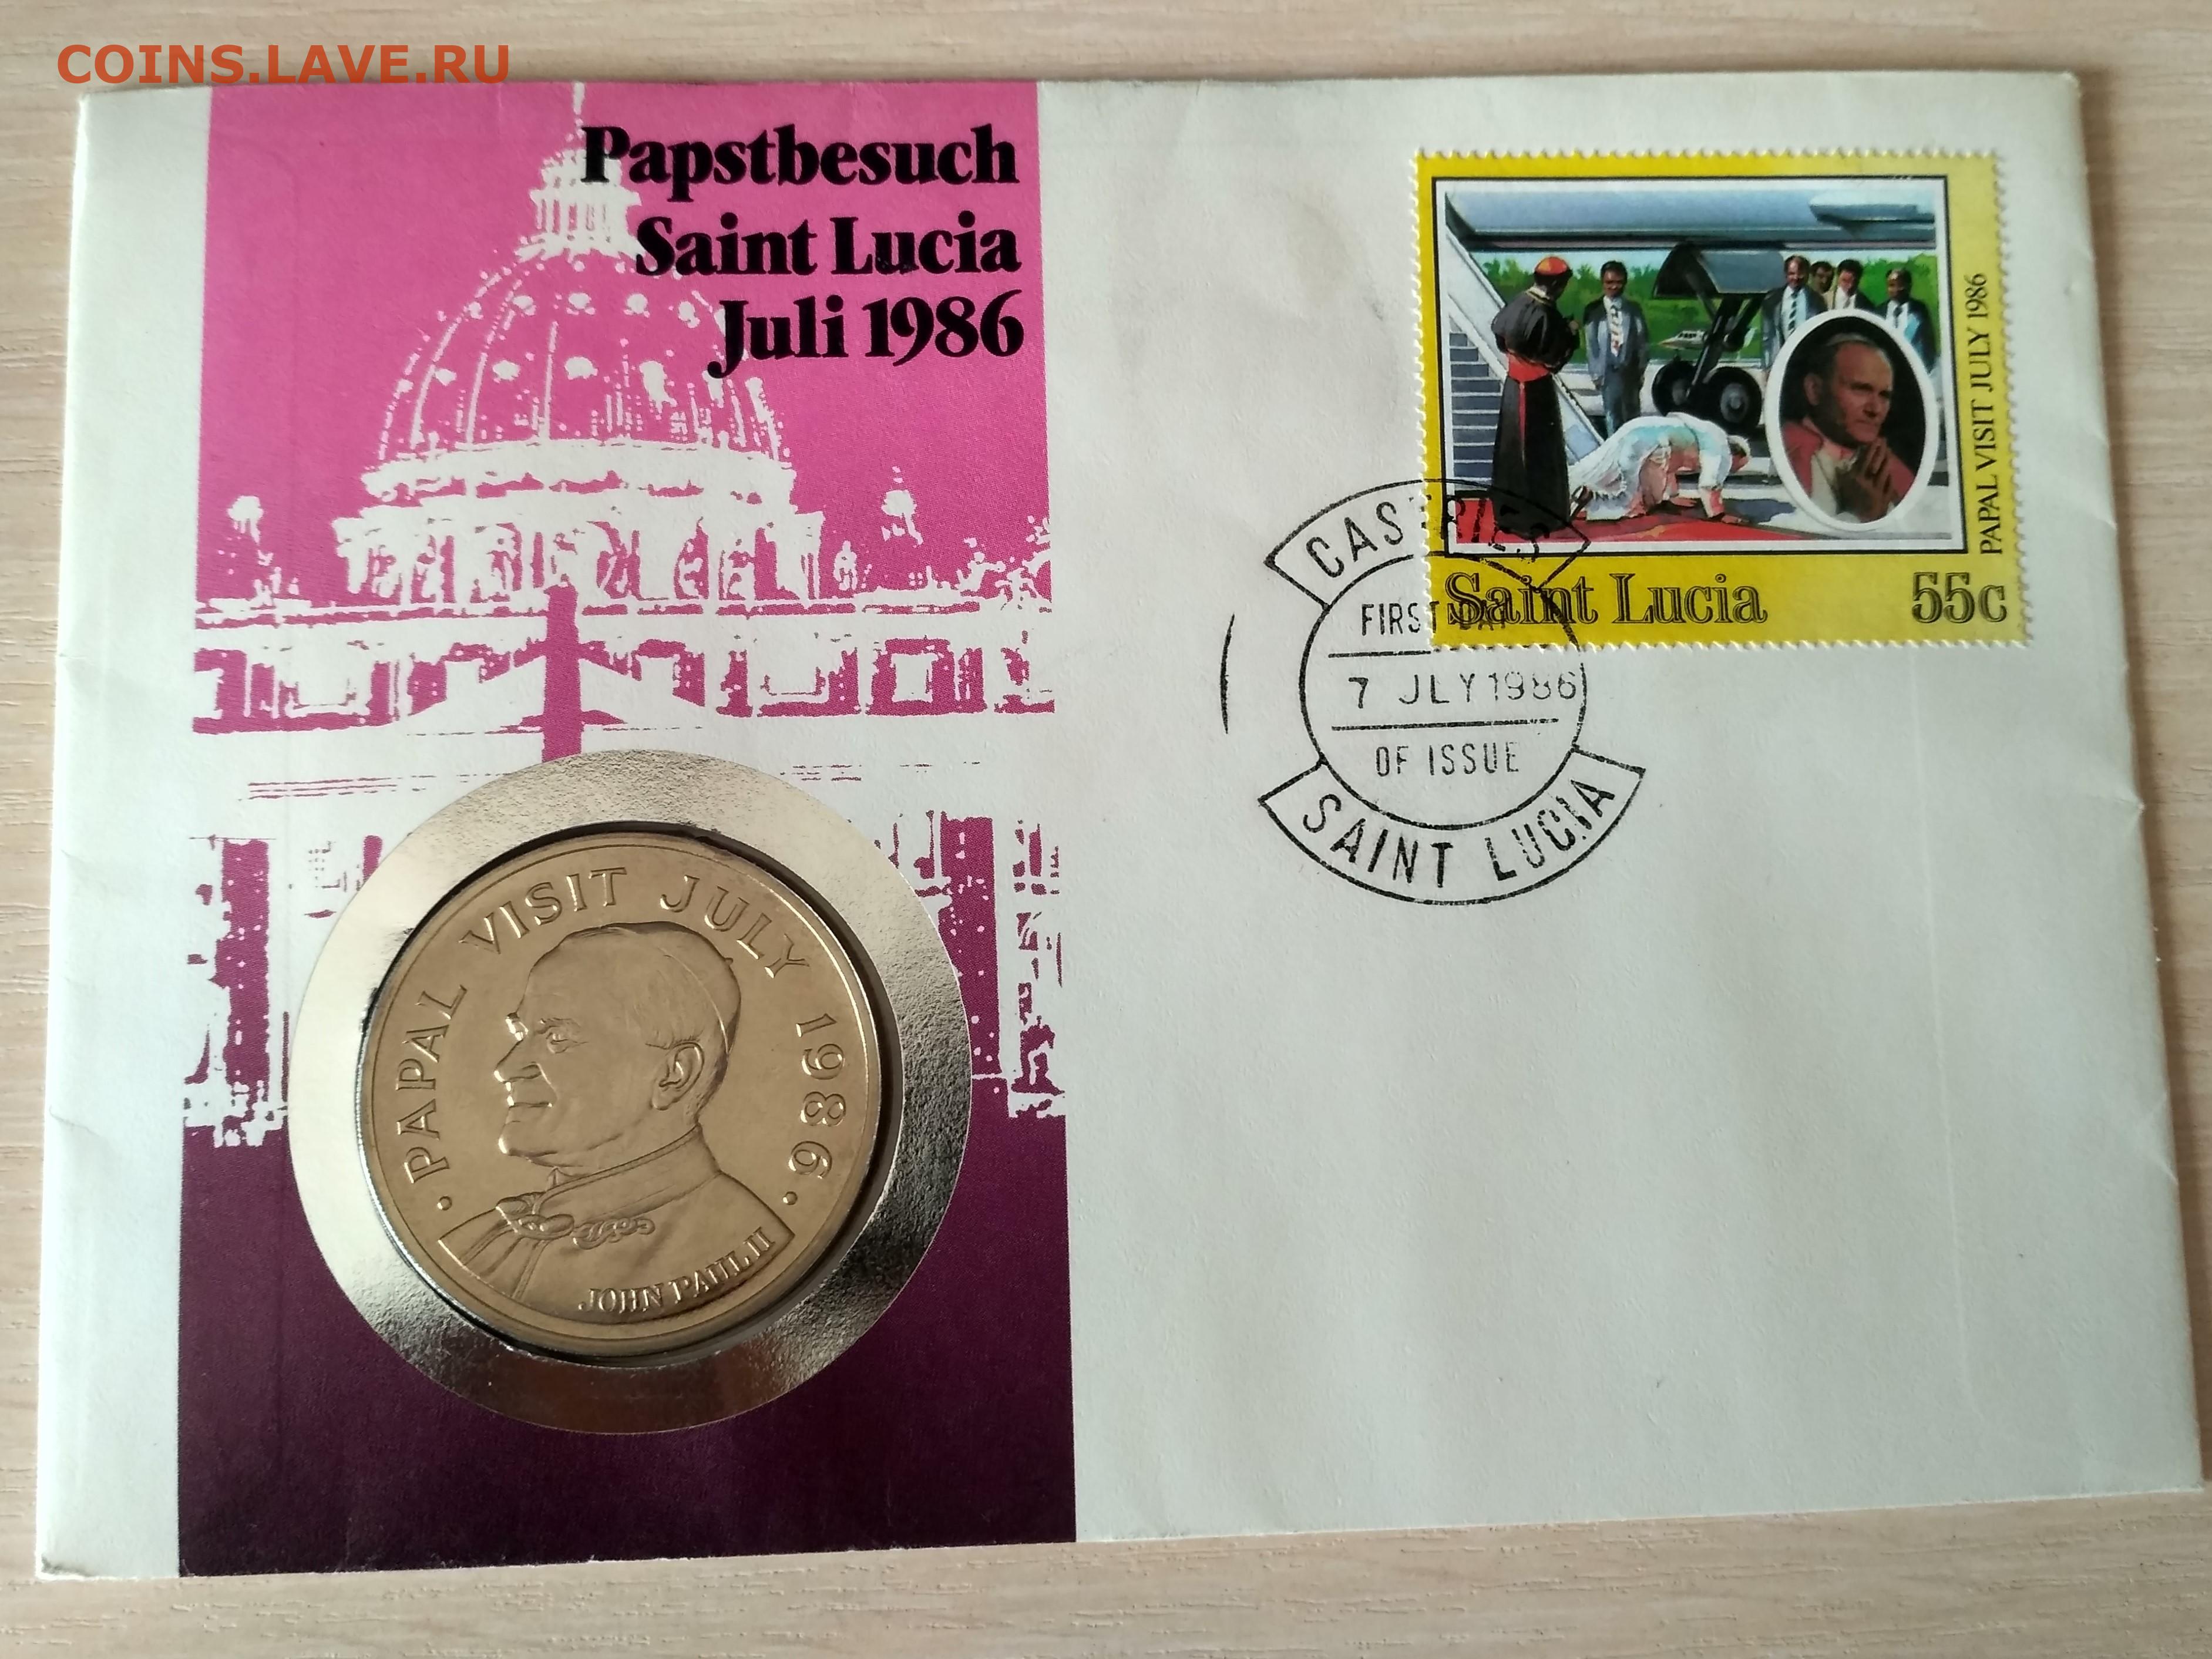 COINS.LAVE.RU
Papstbesuch
Saint Lucia
Juli 1986
PAPAL VISIT JULY 1986
Saint Lucia 55c
CASTRIES
FIRST DAY
7 JLY 1986
OF ISSUE
SAINT LUCIA
• PAPAL VISIT JULY 1986 •
JOHN PAUL II